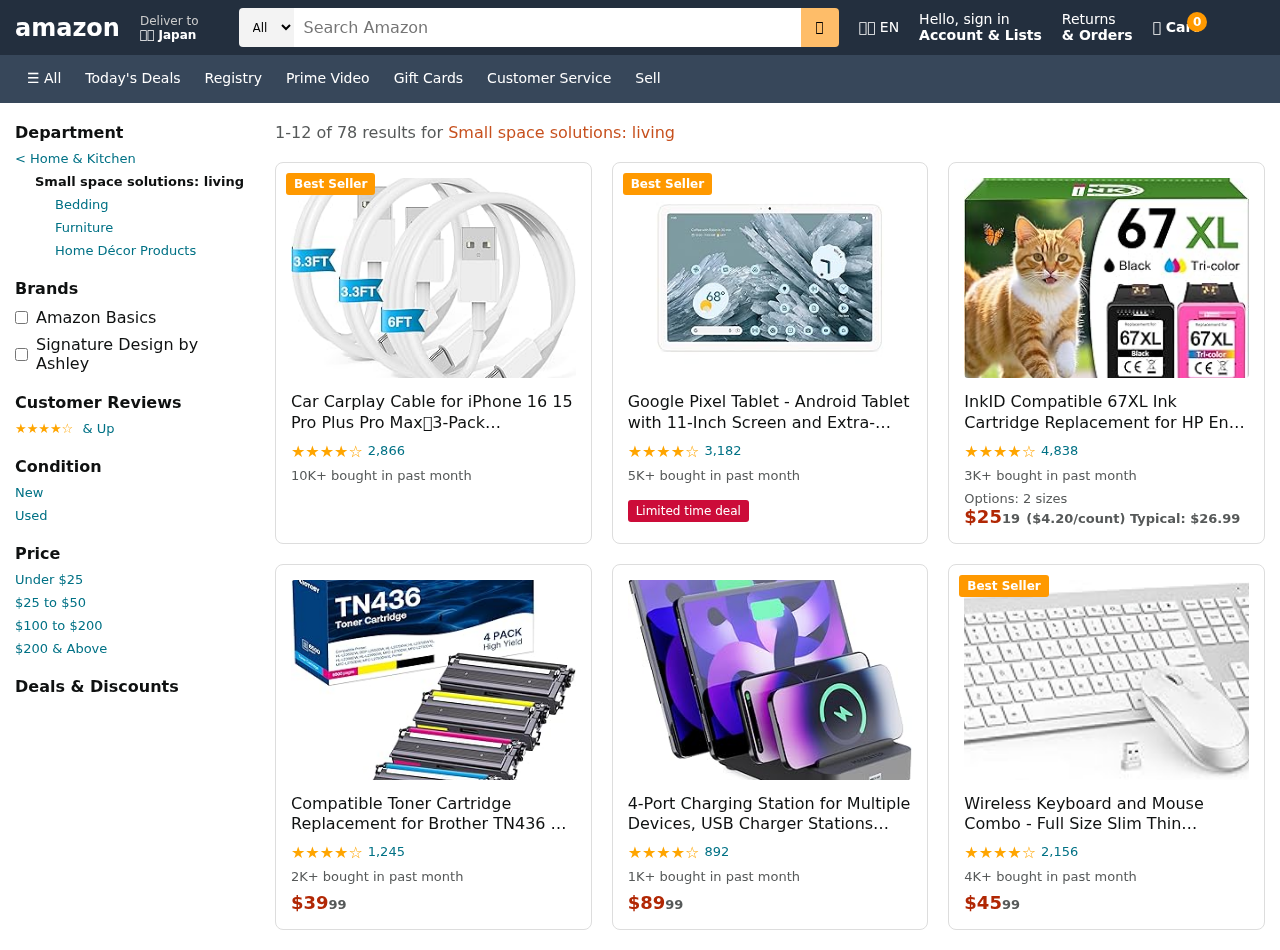 amazon
Deliver to
Japan
All
Search Amazon
EN
Hello, sign in
Account & Lists
Returns
& Orders
0
☰ All
Today's Deals
Registry
Prime Video
Gift Cards
Customer Service
Sell
Department
< Home & Kitchen
Small space solutions: living
Bedding
Furniture
Home Décor Products
Brands
Amazon Basics
Signature Design by
Ashley
Customer Reviews
★★★★☆ & Up
Condition
New
Used
Price
Under $25
$25 to $50
$100 to $200
$200 & Above
Deals & Discounts
1-12 of 78 results for Small space solutions: living
Best Seller
3.3FT
3.3FT
6FT
Car Carplay Cable for iPhone 16 15
Pro Plus Pro Max 3-Pack…
★★★★☆ 2,866
10K+ bought in past month
Best Seller
68°
Google Pixel Tablet - Android Tablet
with 11-Inch Screen and Extra-…
★★★★☆ 3,182
5K+ bought in past month
Limited time deal
67 XL
Black
Tri-color
Replacement for
67XL
Black
Replacement for
67XL
Tri-color
InkID Compatible 67XL Ink
Cartridge Replacement for HP En…
★★★★☆ 4,838
3K+ bought in past month
Options: 2 sizes
$25 19 ($4.20/count) Typical: $26.99
TN436
Toner Cartridge
4 PACK
High Yield
Compatible Toner Cartridge
Replacement for Brother TN436 …
★★★★☆ 1,245
2K+ bought in past month
$39 99
4-Port Charging Station for Multiple
Devices, USB Charger Stations…
★★★★☆ 892
1K+ bought in past month
$89 99
Best Seller
Wireless Keyboard and Mouse
Combo - Full Size Slim Thin…
★★★★☆ 2,156
4K+ bought in past month
$45 99